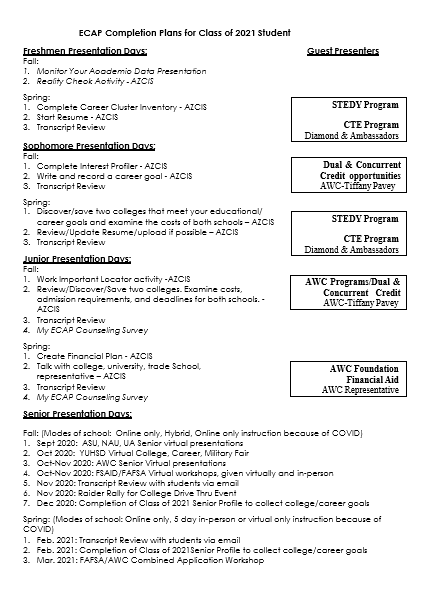 ECAP Completion Plans for Class of 2021 Student
Freshmen Presentation Days:
Guest Presenters
Fall:
1. Monitor Your Academic Data Presentation
2. Reality Check Activity - AZCIS
Spring:
1. Complete Career Cluster Inventory - AZCIS
2. Start Resume - AZCIS
3. Transcript Review
STEDY Program
CTE Program
Diamond & Ambassadors
Sophomore Presentation Days:
Fall:
1. Complete Interest Profiler - AZCIS
2. Write and record a career goal - AZCIS
3. Transcript Review
Dual & Concurrent
Credit opportunities
AWC-Tiffany Pavey
Spring:
1. Discover/save two colleges that meet your educational/
career goals and examine the costs of both schools – AZCIS
2. Review/Update Resume/upload if possible – AZCIS
3. Transcript Review
STEDY Program
CTE Program
Diamond & Ambassadors
Junior Presentation Days:
Fall:
1. Work Important Locator activity -AZCIS
2. Review/Discover/Save two colleges. Examine costs,
admission requirements, and deadlines for both schools. -
AZCIS
3. Transcript Review
4. My ECAP Counseling Survey
AWC Programs/Dual &
Concurrent Credit
AWC-Tiffany Pavey
Spring:
1. Create Financial Plan - AZCIS
2. Talk with college, university, trade School,
representative – AZCIS
3. Transcript Review
4. My ECAP Counseling Survey
AWC Foundation
Financial Aid
AWC Representative
Senior Presentation Days:
Fall: (Modes of school: Online only, Hybrid, Online only instruction because of COVID)
1. Sept 2020: ASU, NAU, UA Senior virtual presentations
2. Oct 2020: YUHSD Virtual College, Career, Military Fair
3. Oct-Nov 2020: AWC Senior Virtual presentations
4. Oct-Nov 2020: FSAID/FAFSA Virtual workshops, given virtually and in-person
5. Nov 2020: Transcript Review with students via email
6. Nov 2020: Raider Rally for College Drive Thru Event
7. Dec 2020: Completion of Class of 2021 Senior Profile to collect college/career goals
Spring: (Modes of school: Online only, 5 day in-person or virtual only instruction because of
COVID)
1. Feb. 2021: Transcript Review with students via email
2. Feb. 2021: Completion of Class of 2021Senior Profile to collect college/career goals
3. Mar. 2021: FAFSA/AWC Combined Application Workshop